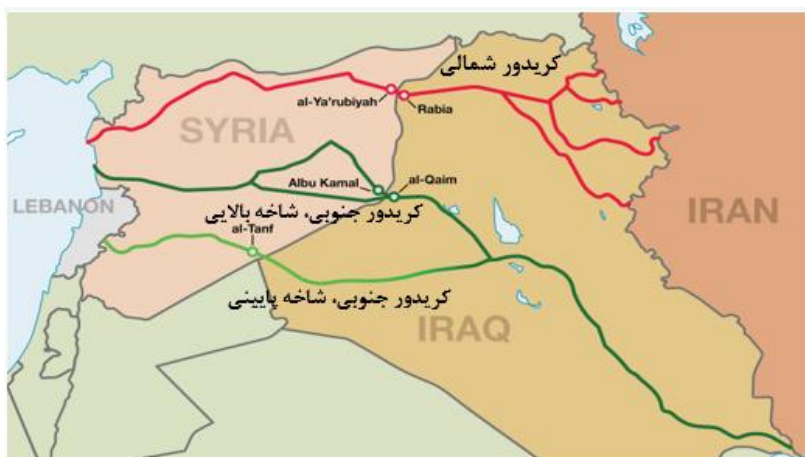 کریدور شمالی
al-Ya'rubiyah
Rabia
SYRIA
Albu Kamal
al-Qaim
LEBANON
IRAN
کریدور جنوبی، شاخه بالایی
al-Tanf
کریدور جنوبی، شاخه پایینی
IRAQ